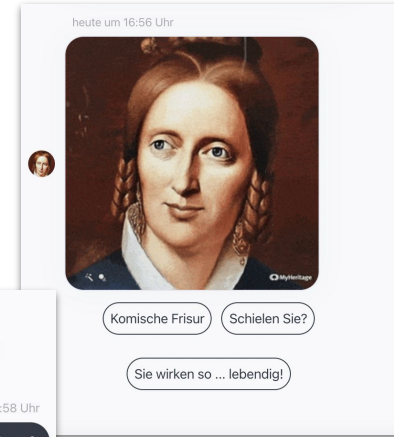 heute um 16:56 Uhr
MyHeritage
Komische Frisur
Schielen Sie?
Sie wirken so ... lebendig!
:58 Uhr